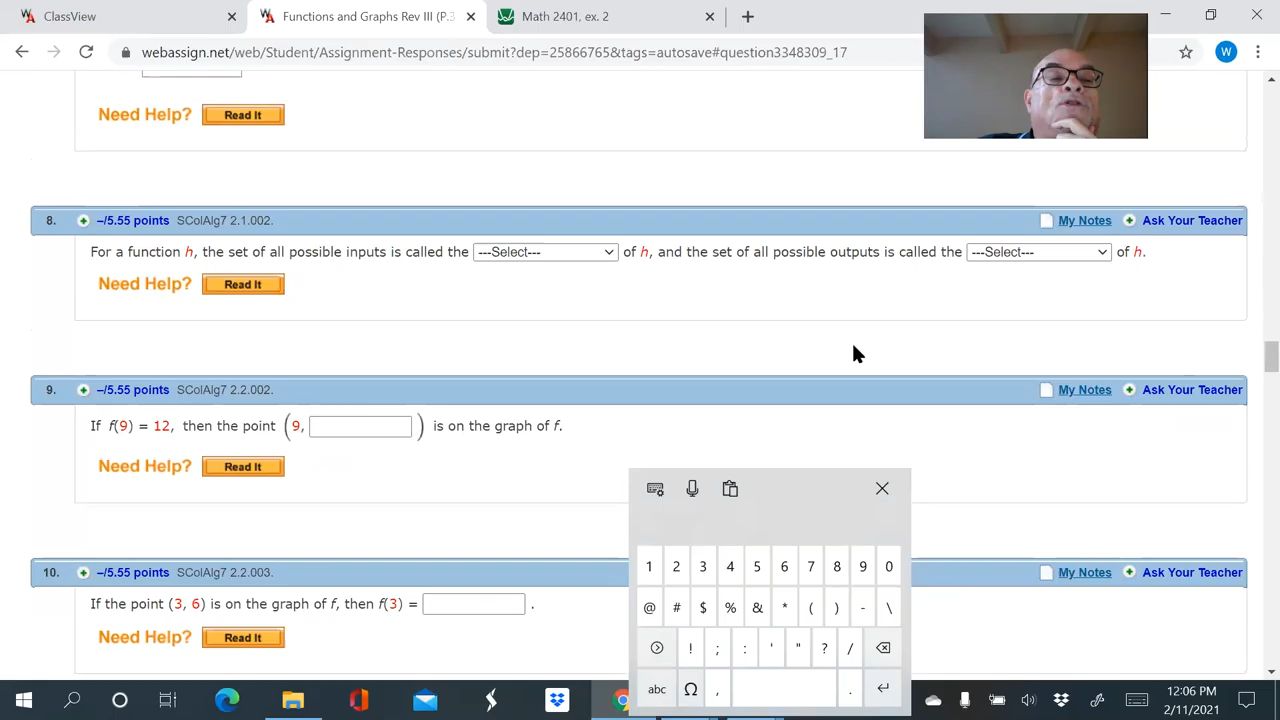 ClassView
Functions and Graphs Rev III (P.3
Math 2401, ex. 2
webassign.net/web/Student/Assignment-Responses/submit?dep=25866765&tags=autosave#question3348309_17
W
Need Help? Read It
8. –/5.55 points SColAlg7 2.1.002. My Notes Ask Your Teacher
For a function h, the set of all possible inputs is called the ---Select--- of h, and the set of all possible outputs is called the ---Select--- of h.
Need Help? Read It
9. –/5.55 points SColAlg7 2.2.002. My Notes Ask Your Teacher
If f(9) = 12, then the point (9, ) is on the graph of f.
Need Help? Read It
10. –/5.55 points SColAlg7 2.2.003. My Notes Ask Your Teacher
If the point (3, 6) is on the graph of f, then f(3) = .
Need Help? Read It
1 2 3 4 5 6 7 8 9 0
@ # $ % & * ( ) - \
! ; : ' " ? /
abc Ω , .
12:06 PM
2/11/2021